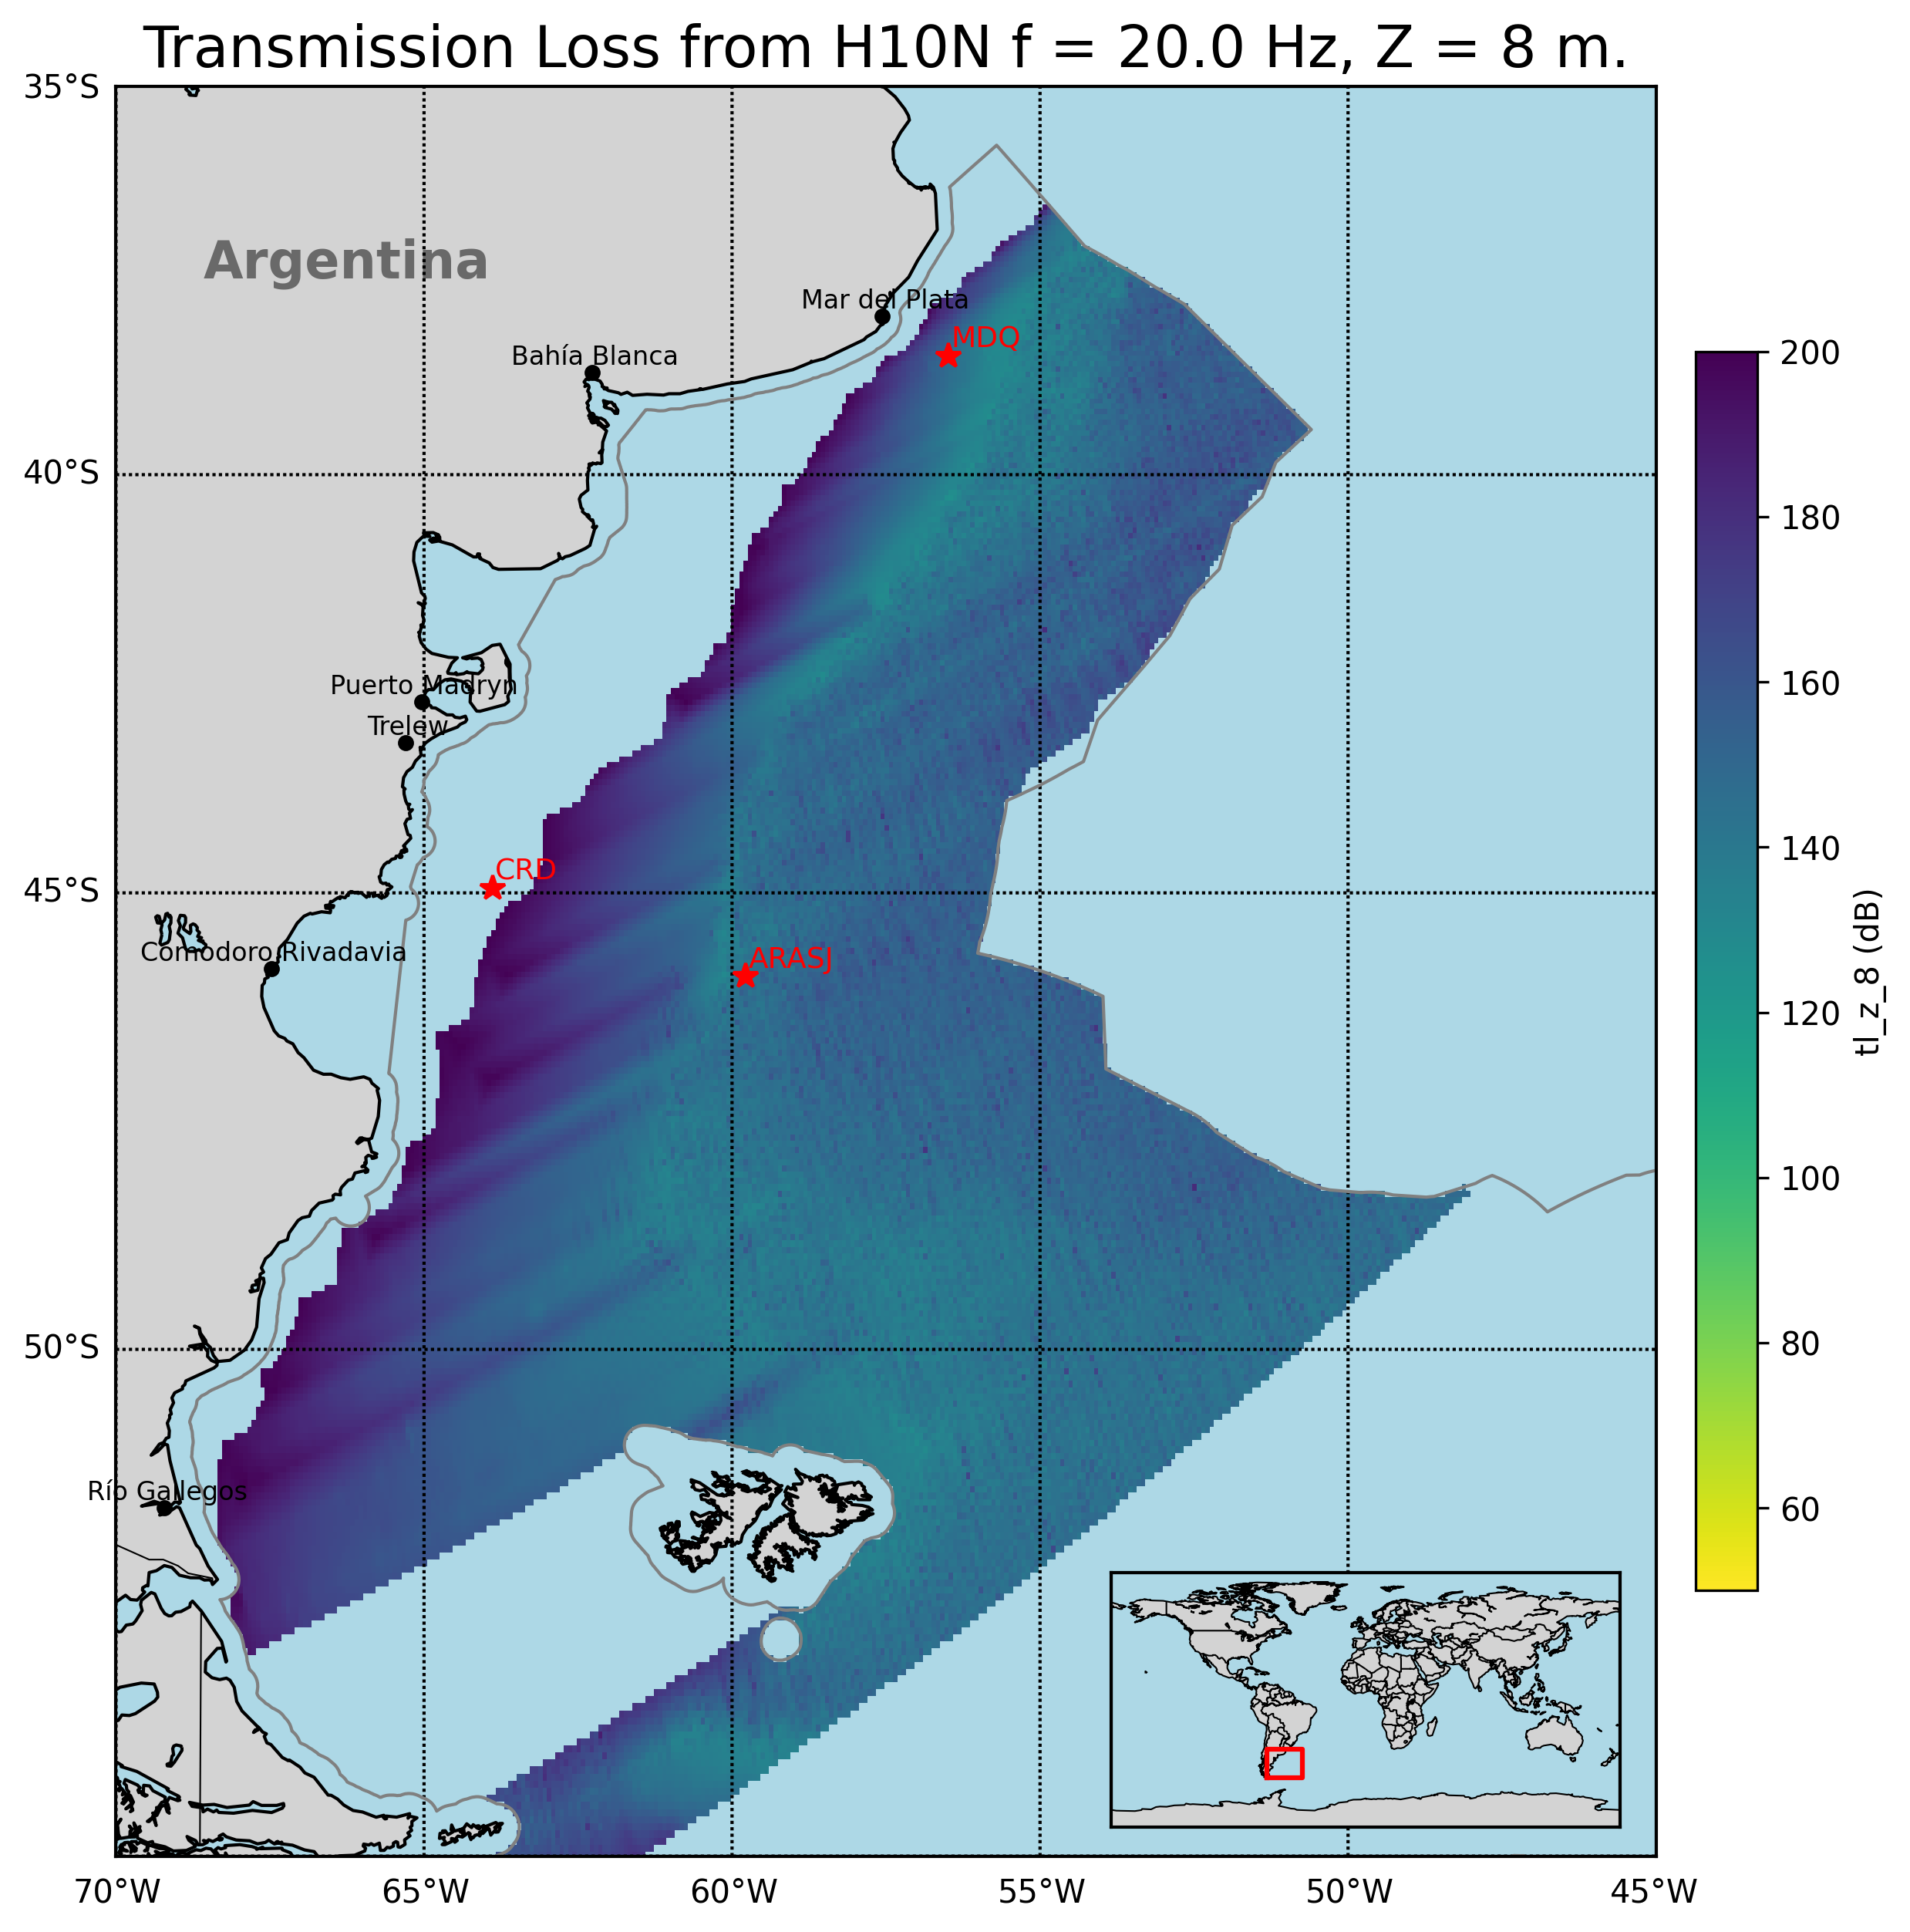 Transmission Loss from H10N f = 20.0 Hz, Z = 8 m.
35°S
Argentina
Mar del Plata
MDQ
Bahía Blanca
200
40°S
180
Puerto Madryn
160
Trelew
140
CRD
45°S
tl_z_8 (dB)
Comodoro Rivadavia
ARASJ
120
100
50°S
80
Río Gallegos
60
70°W
65°W
60°W
55°W
50°W
45°W